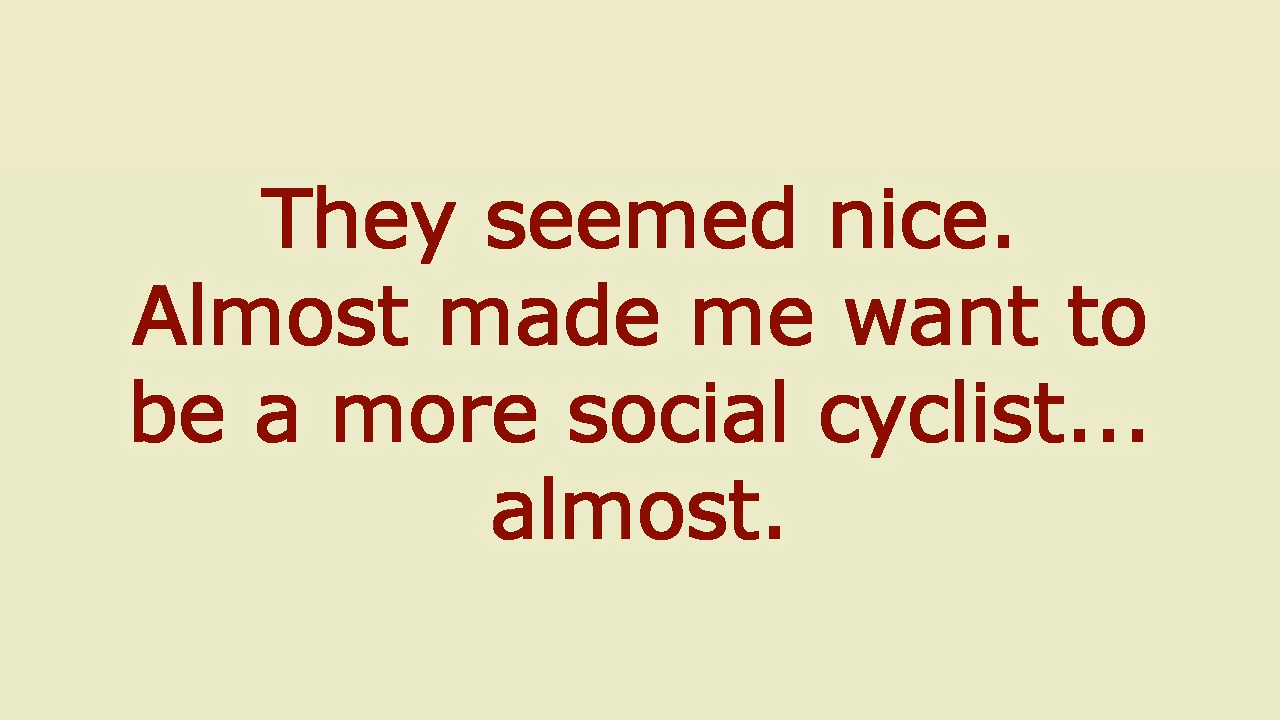 They seemed nice.
Almost made me want to
be a more social cyclist...
almost.